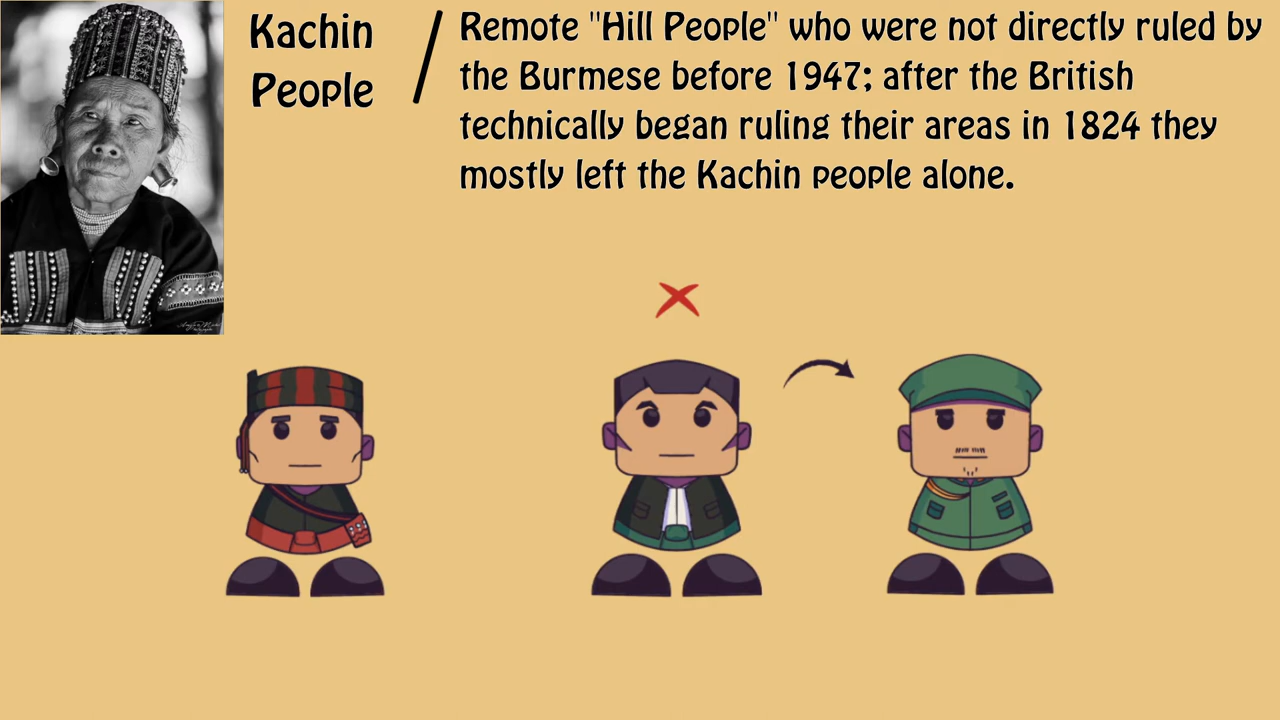 Kachin
People
Remote "Hill People" who were not directly ruled by
the Burmese before 1947; after the British
technically began ruling their areas in 1824 they
mostly left the Kachin people alone.